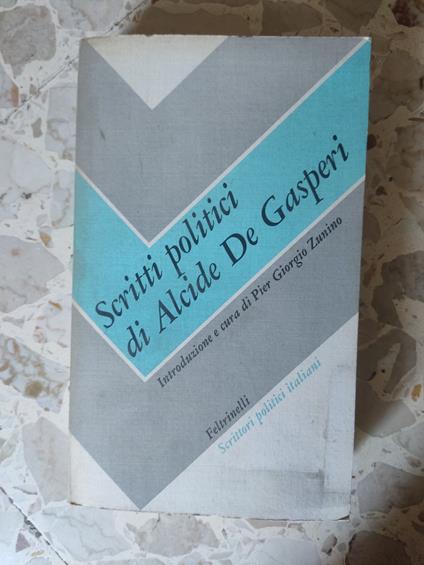 Scritti politici
di Alcide De Gasperi
Introduzione e cura di Pier Giorgio Zunino
Feltrinelli
Scrittori politici italiani